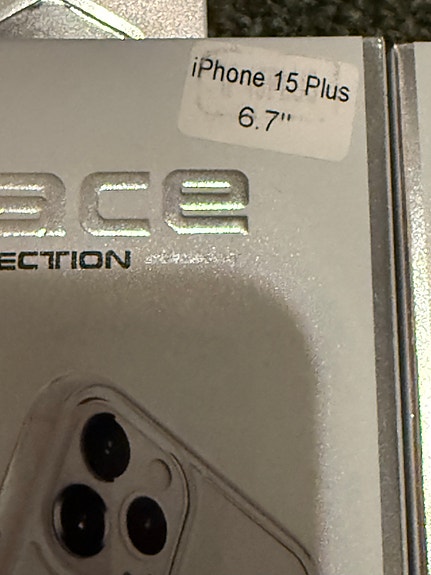 iPhone 15 Plus
6.7"
ace
ECTION